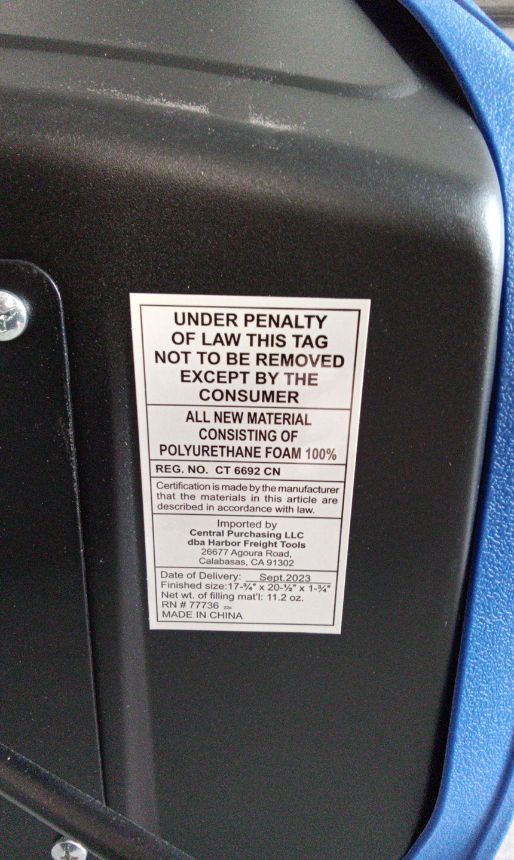 UNDER PENALTY
OF LAW THIS TAG
NOT TO BE REMOVED
EXCEPT BY THE
CONSUMER
ALL NEW MATERIAL
CONSISTING OF
POLYURETHANE FOAM 100%
REG. NO. CT 6692 CN
Certification is made by the manufacturer
that the materials in this article are
described in accordance with law.
Imported by
Central Purchasing LLC
dba Harbor Freight Tools
26677 Agoura Road,
Calabasas, CA 91302
Date of Delivery: Sept.2023
Finished size:17-¾" x 20-½" x 1-¾"
Net wt. of filling mat'l: 11.2 oz.
RN # 77736
MADE IN CHINA